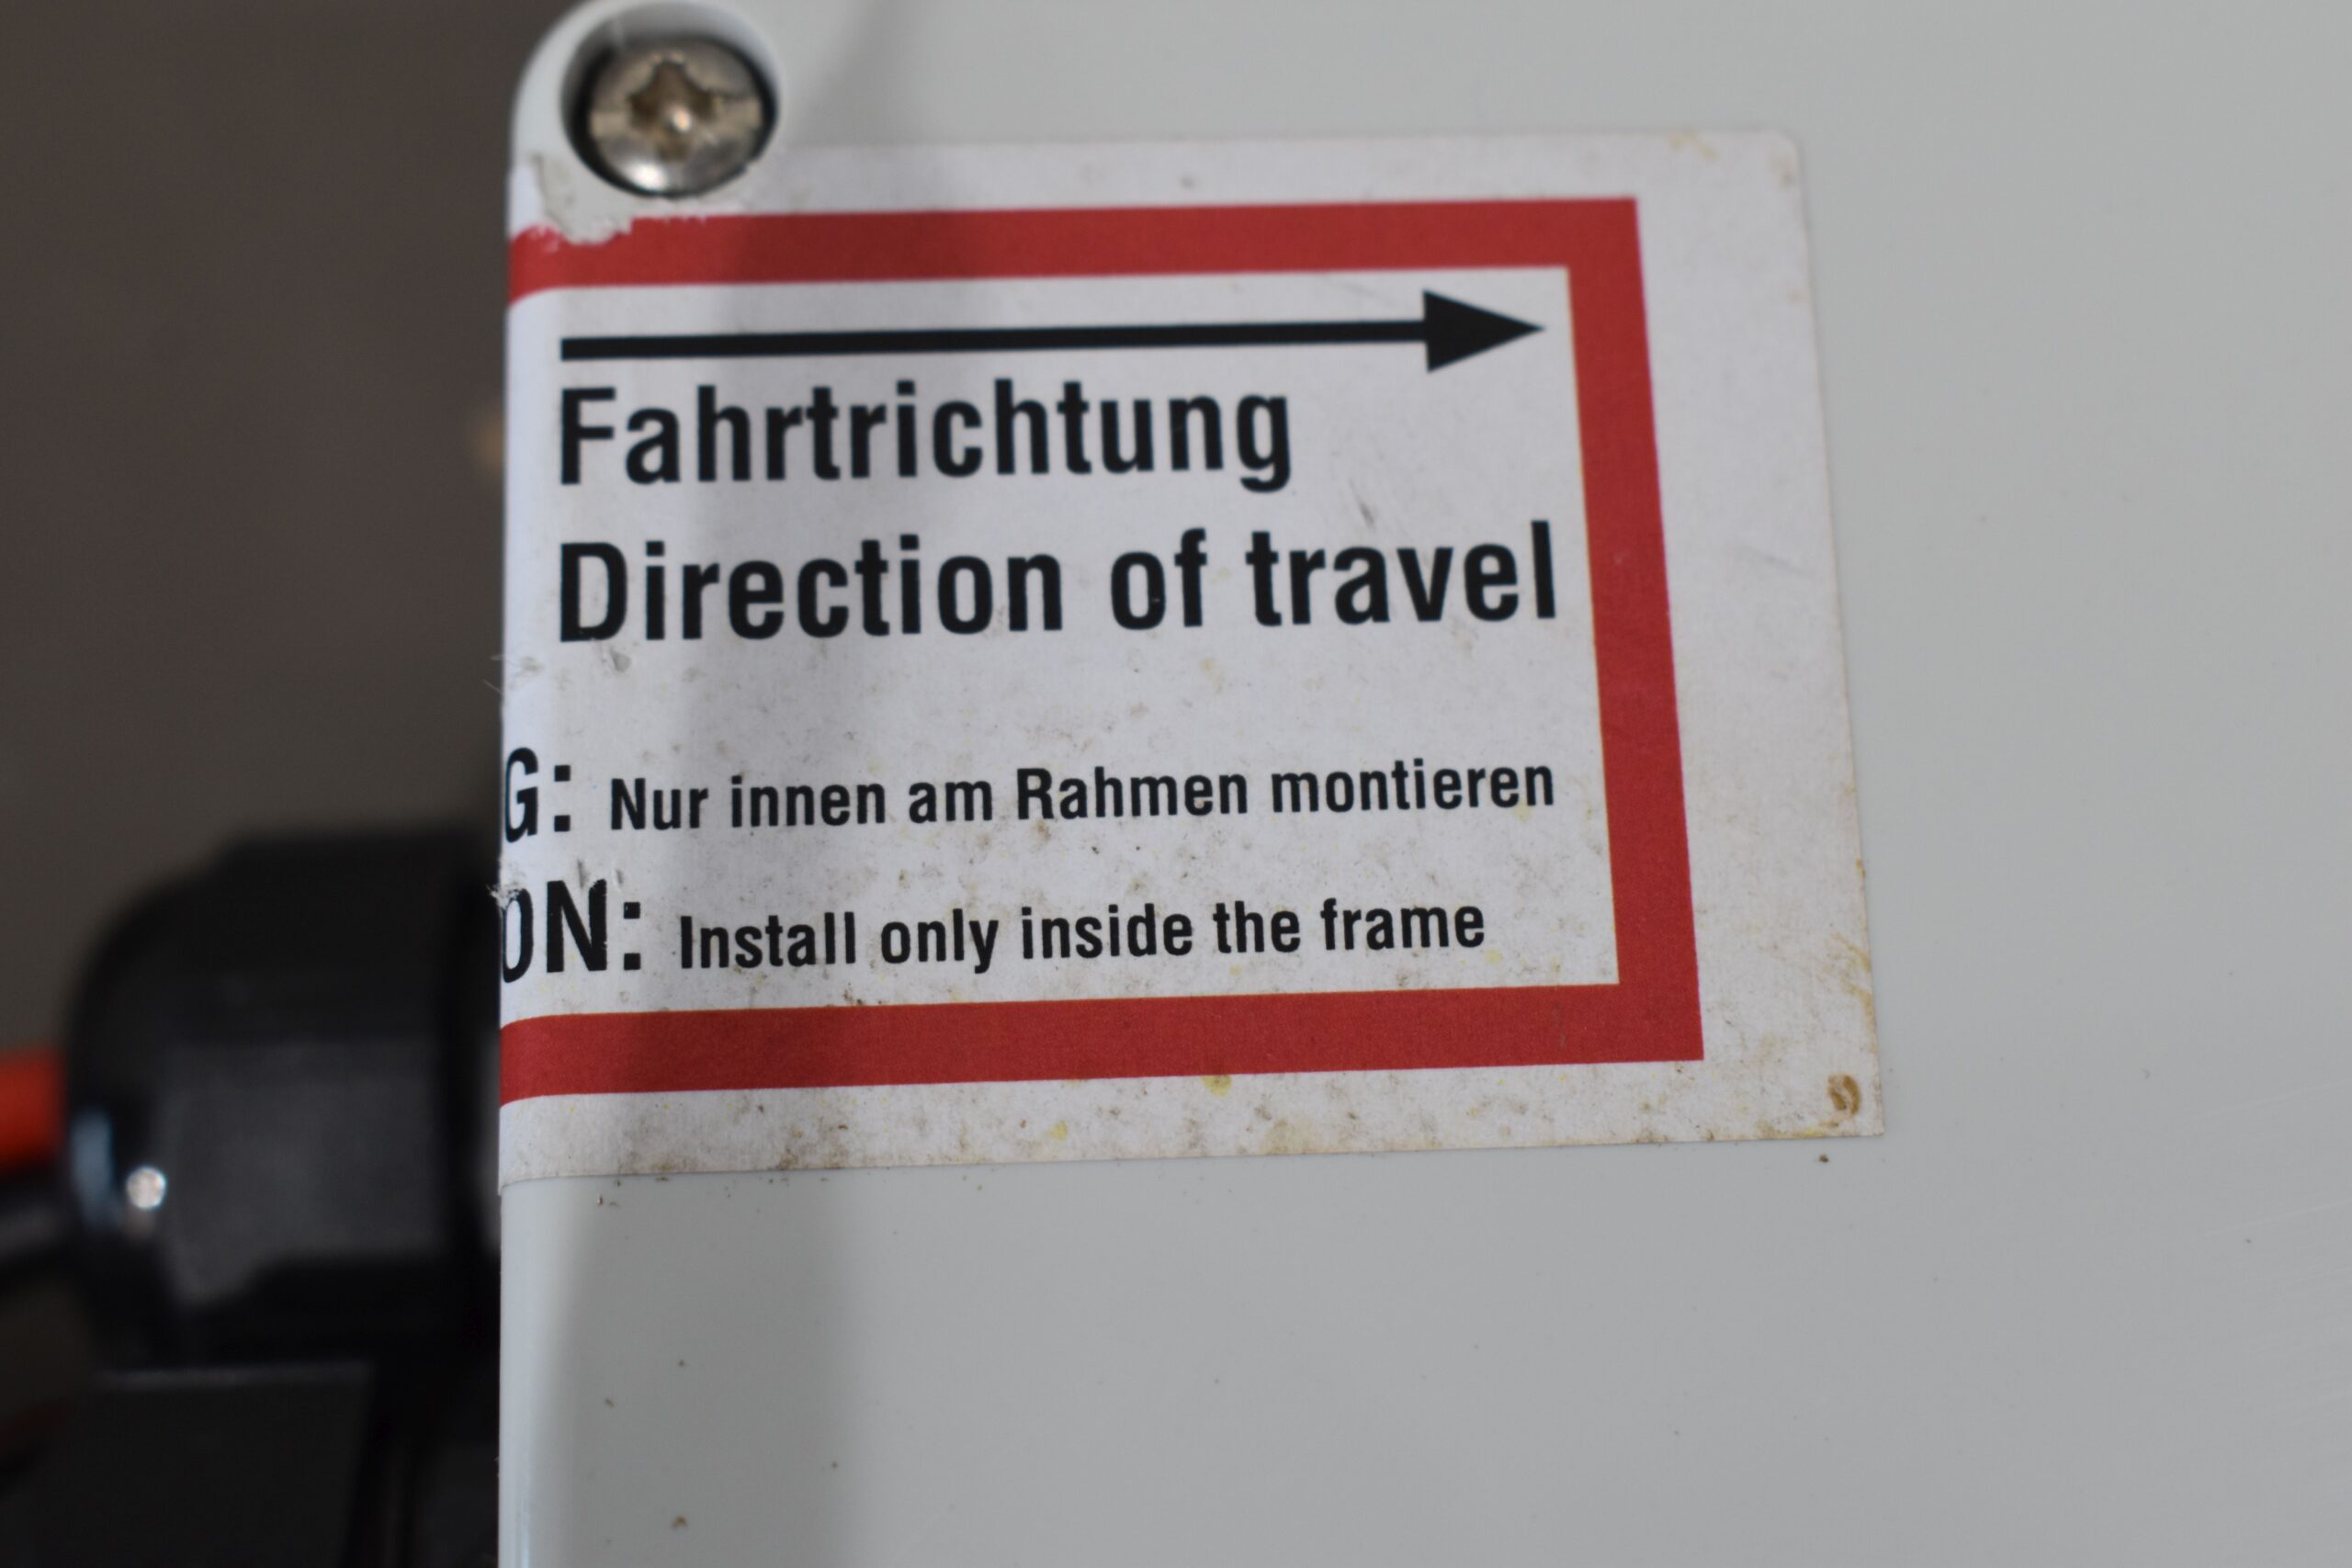 Fahrtrichtung
Direction of travel
G: Nur innen am Rahmen montieren
ON: Install only inside the frame